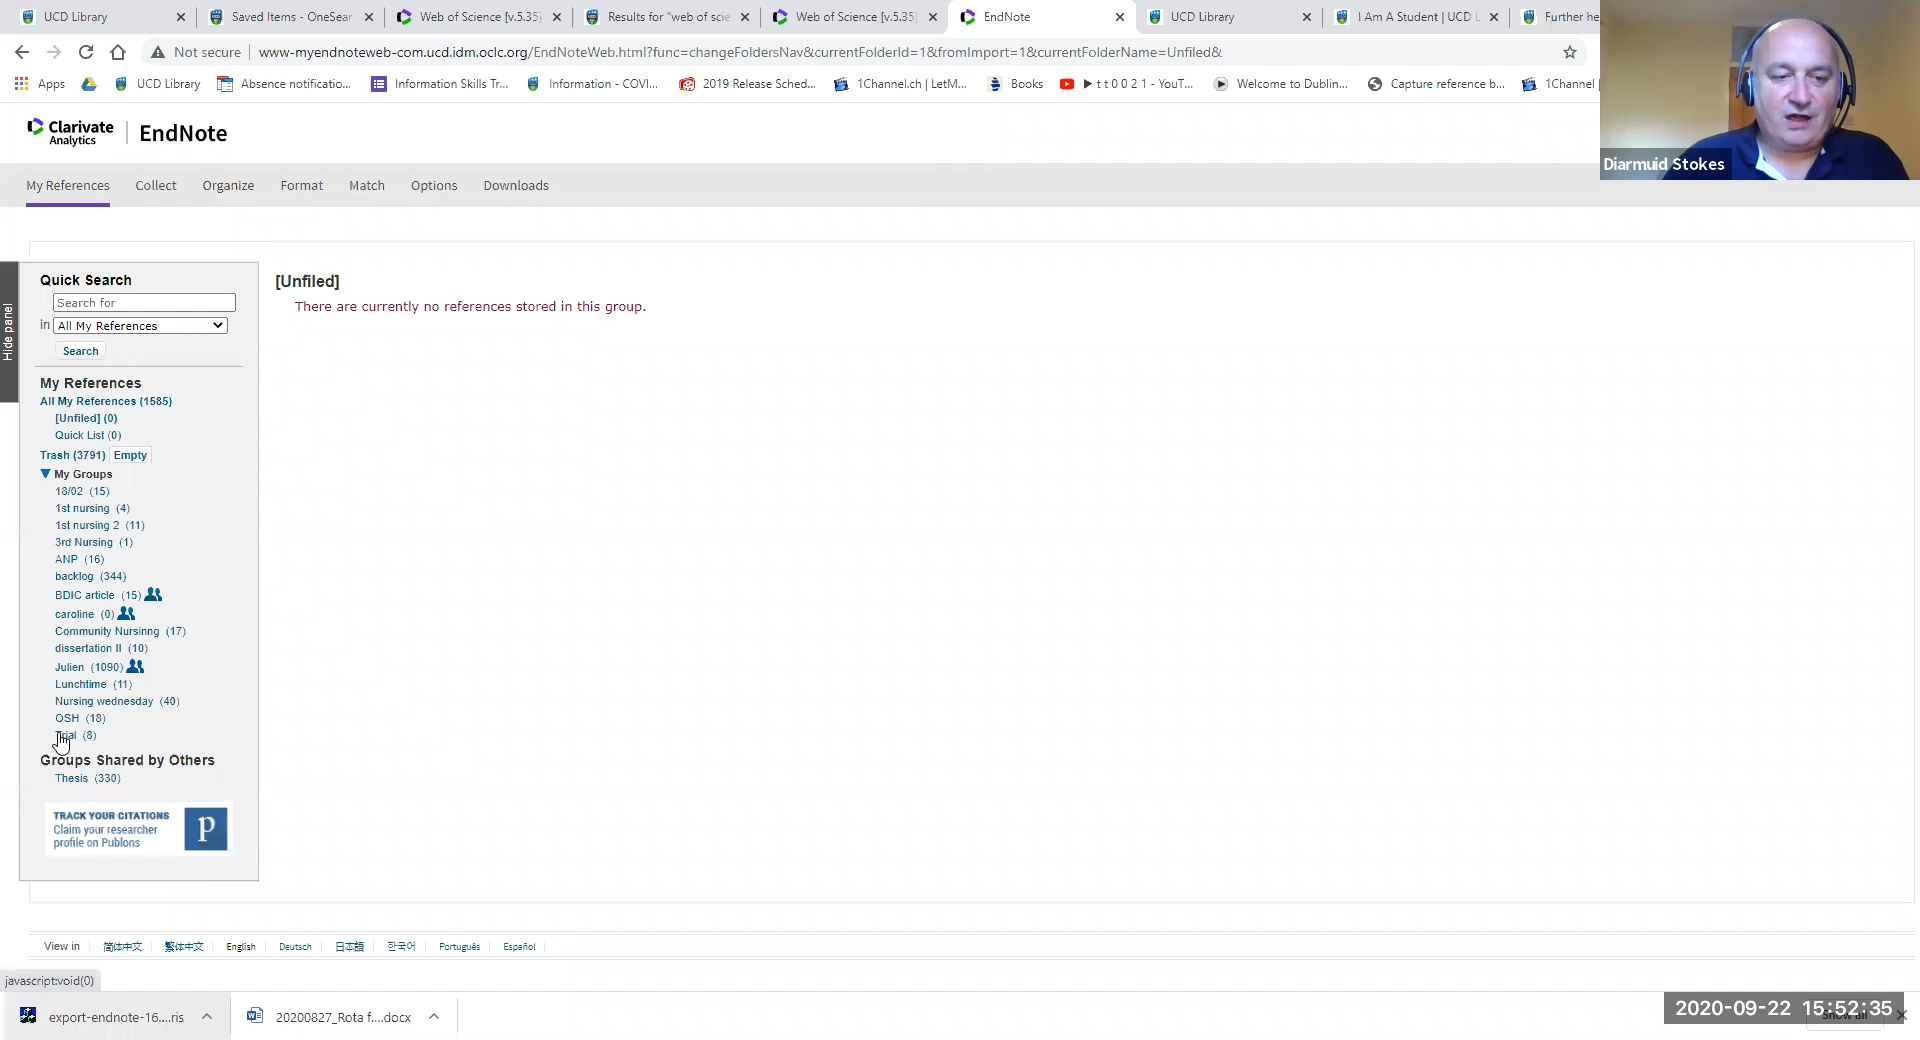 UCD Library
Saved Items - OneSear
Web of Science [v.5.35]
Results for "web of scie
Web of Science [v.5.35]
EndNote
UCD Library
I Am A Student | UCD L
Further he
Not secure
www-myendnoteweb-com.ucd.idm.oclc.org/EndNoteWeb.html?func=changeFoldersNav&currentFolderId=1&fromImport=1&currentFolderName=Unfiled&
Apps
UCD Library
Absence notificatio...
Information Skills Tr...
Information - COVI...
2019 Release Sched...
1Channel.ch | LetM...
Books
▶ t t 0 0 2 1 - YouT...
Welcome to Dublin...
Capture reference b...
1Channel |
Diarmuid Stokes
Clarivate
Analytics
EndNote
My References
Collect
Organize
Format
Match
Options
Downloads
Hide panel
Quick Search
Search for
in All My References
Search
My References
All My References (1585)
[Unfiled] (0)
Quick List (0)
Trash (3791) Empty
My Groups
18/02 (15)
1st nursing (4)
1st nursing 2 (11)
3rd Nursing (1)
ANP (16)
backlog (344)
BDIC article (15)
caroline (0)
Community Nursinng (17)
dissertation II (10)
Julien (1090)
Lunchtime (11)
Nursing wednesday (40)
OSH (18)
Trial (8)
Groups Shared by Others
Thesis (330)
TRACK YOUR CITATIONS
Claim your researcher
profile on Publons
p
[Unfiled]
There are currently no references stored in this group.
View in
简体中文
繁体中文
English
Deutsch
日本語
한국어
Português
Español
javascript:void(0)
export-endnote-16....ris
20200827_Rota f....docx
2020-09-22 15:52:35
Show all